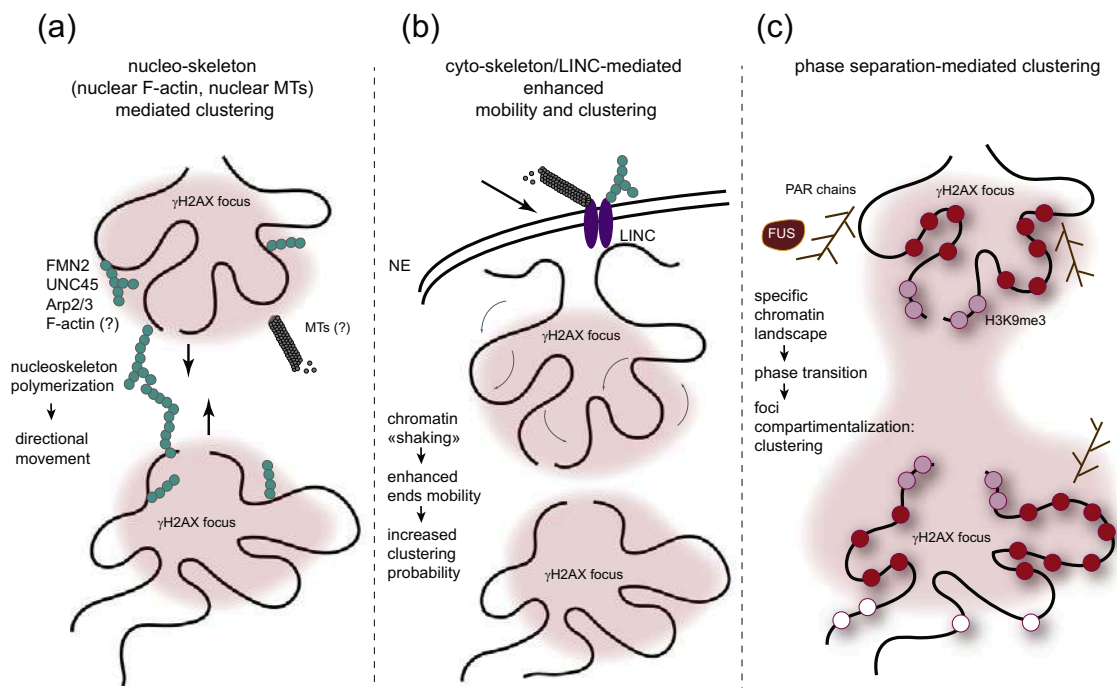 (a)
nucleo-skeleton
(nuclear F-actin, nuclear MTs)
mediated clustering
γH2AX focus
FMN2
UNC45
Arp2/3
F-actin (?)
MTs (?)
nucleoskeleton
polymerization
directional
movement
γH2AX focus
(b)
cyto-skeleton/LINC-mediated
enhanced
mobility and clustering
LINC
NE
γH2AX focus
chromatin
«shaking»
enhanced
ends mobility
increased
clustering
probability
γH2AX focus
(c)
phase separation-mediated clustering
PAR chains
γH2AX focus
FUS
H3K9me3
specific
chromatin
landscape
phase transition
foci
compartimentalization:
clustering
γH2AX focus